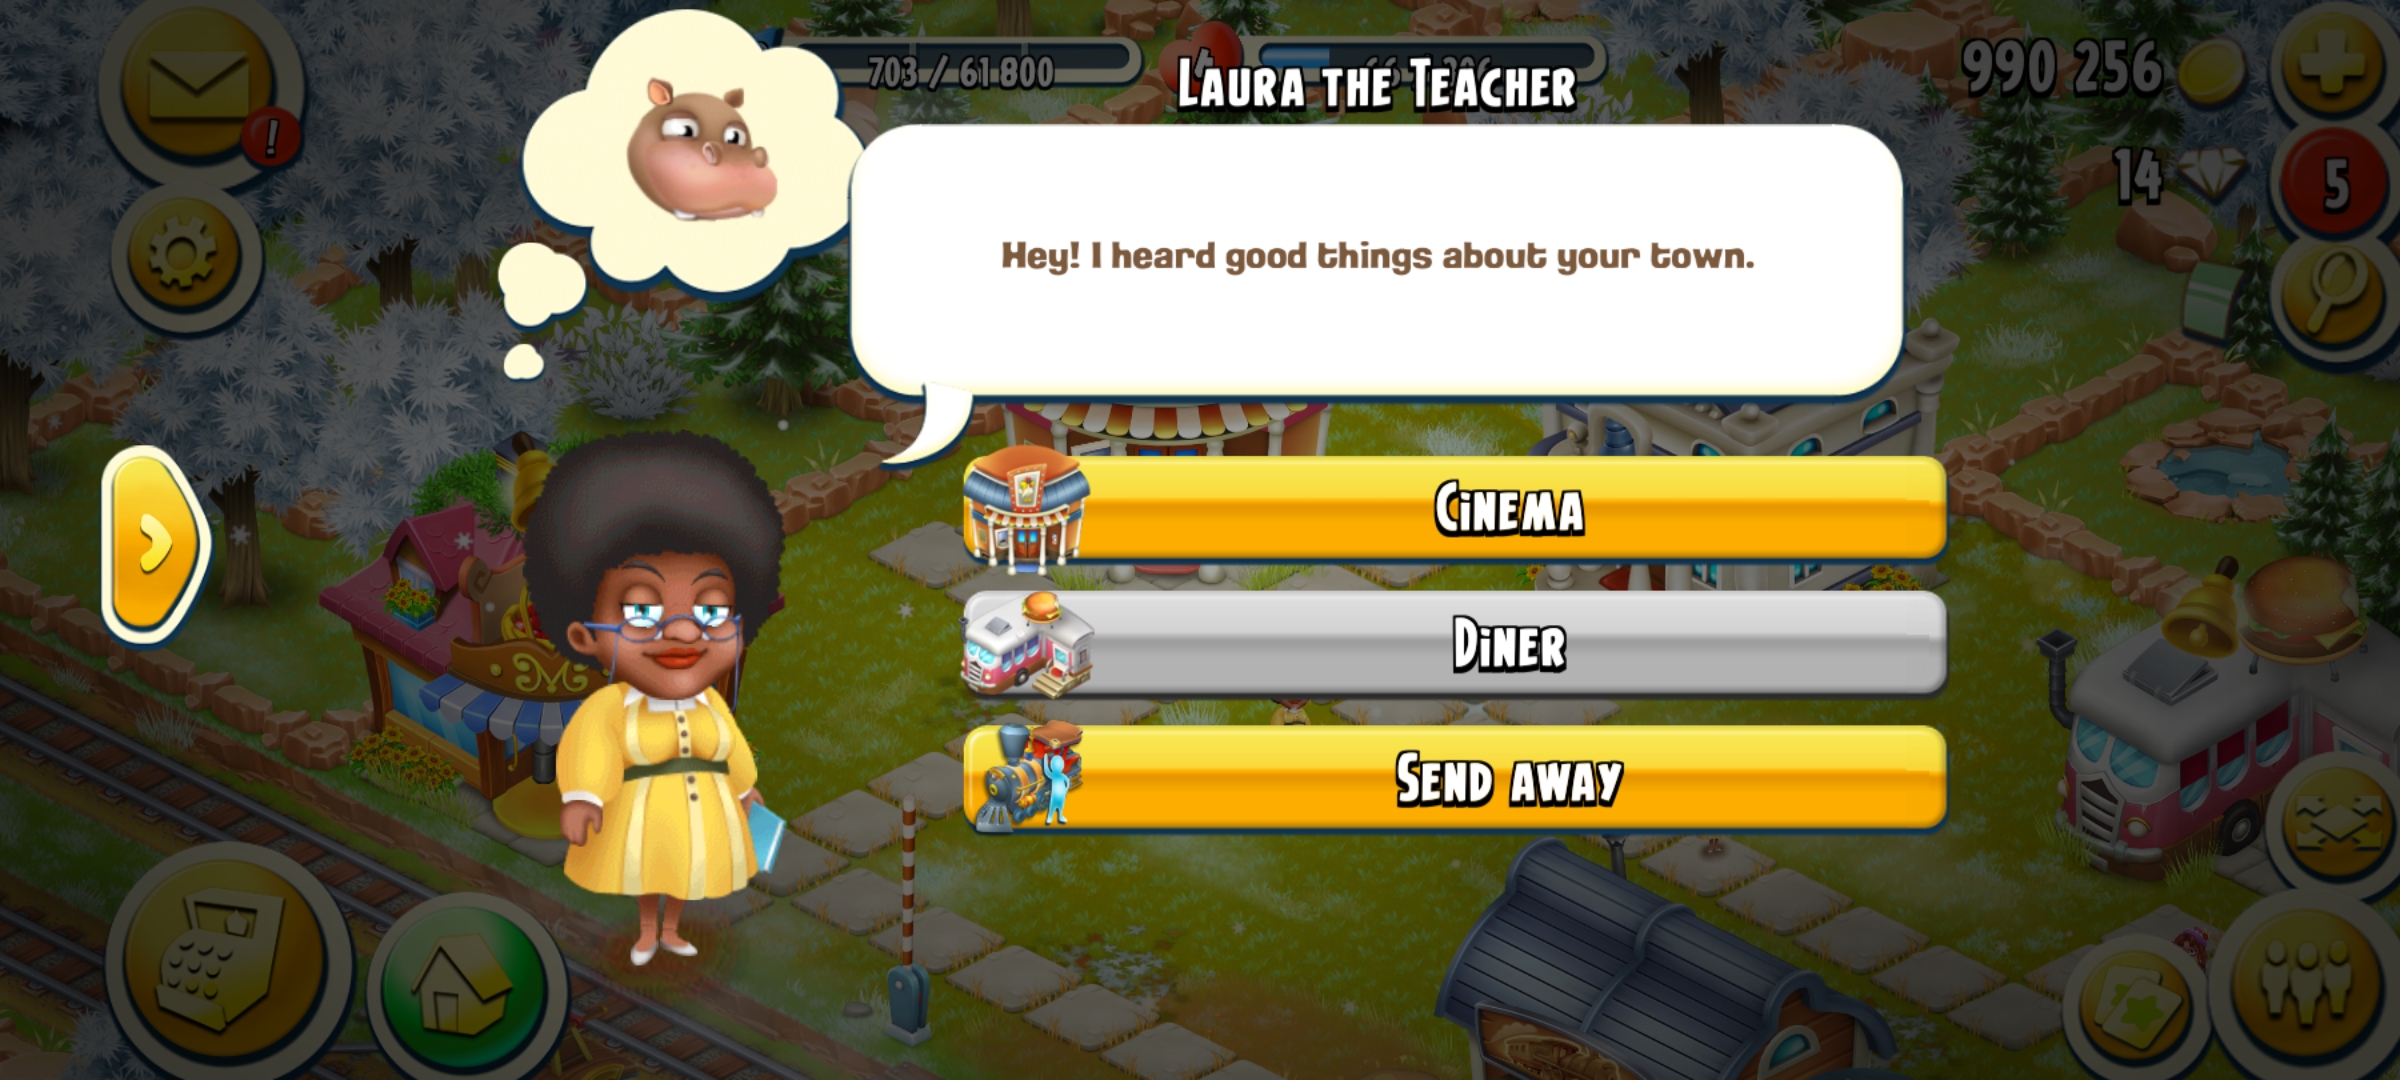 703 / 61 800
LAURA THE TEACHER
990 256
!
14
5
Hey! I heard good things about your town.
CINEMA
DINER
SEND AWAY